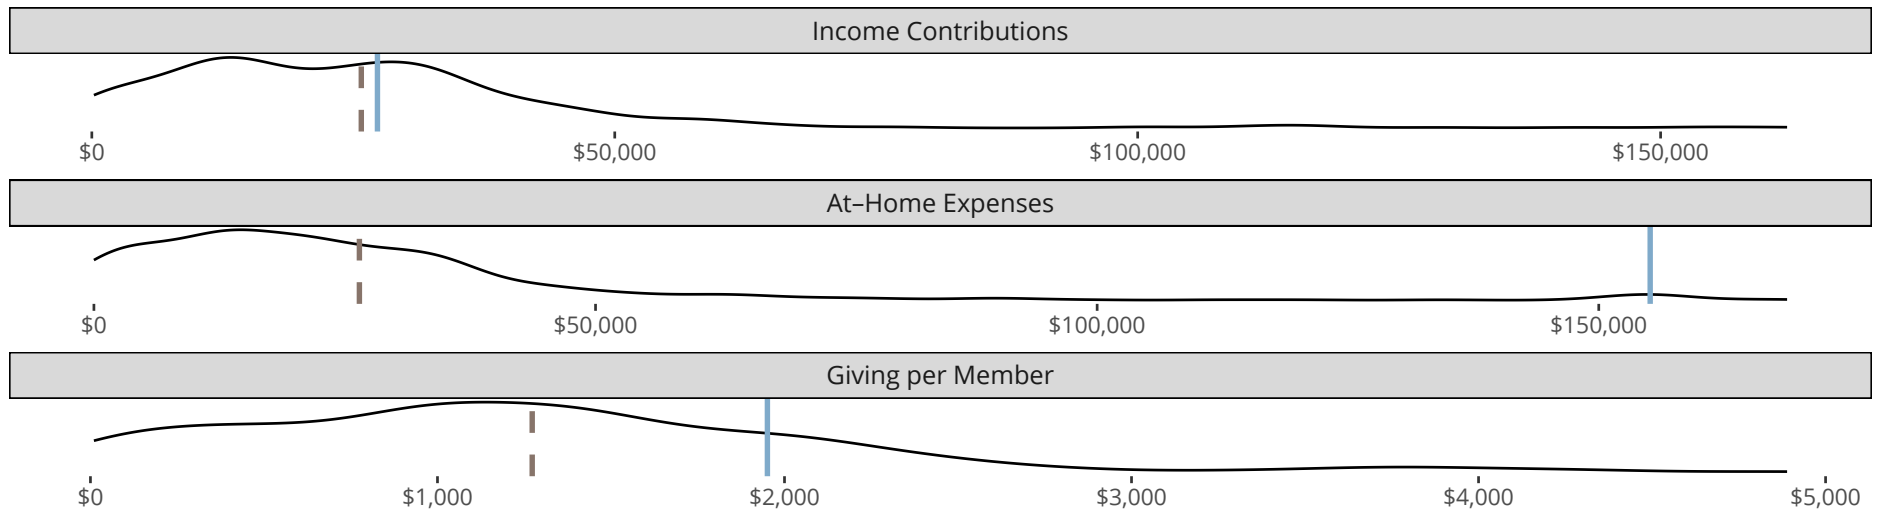 Income Contributions
$0 $50,000 $100,000 $150,000
At–Home Expenses
$0 $50,000 $100,000 $150,000
Giving per Member
$0 $1,000 $2,000 $3,000 $4,000 $5,000